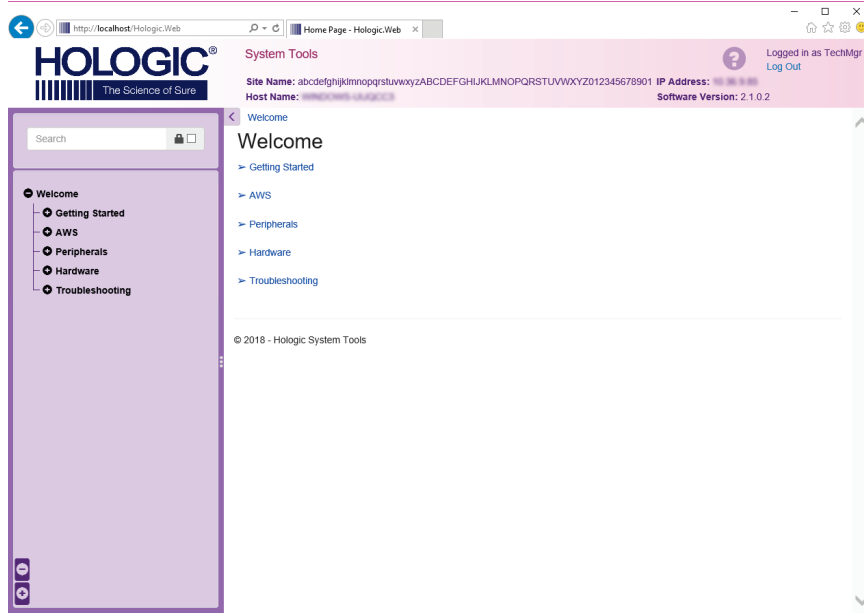 http://localhost/Hologic.Web
Home Page - Hologic.Web
HOLOGIC®
The Science of Sure
System Tools
Logged in as TechMgr
Log Out
Site Name: abcdefghijklmnopqrstuvwxyzABCDEFGHIJKLMNOPQRSTUVWXYZ012345678901 IP Address:
Host Name:
Software Version: 2.1.0.2
Search
Welcome
Getting Started
AWS
Peripherals
Hardware
Troubleshooting
Welcome
Welcome
➢ Getting Started
➢ AWS
➢ Peripherals
➢ Hardware
➢ Troubleshooting
© 2018 - Hologic System Tools